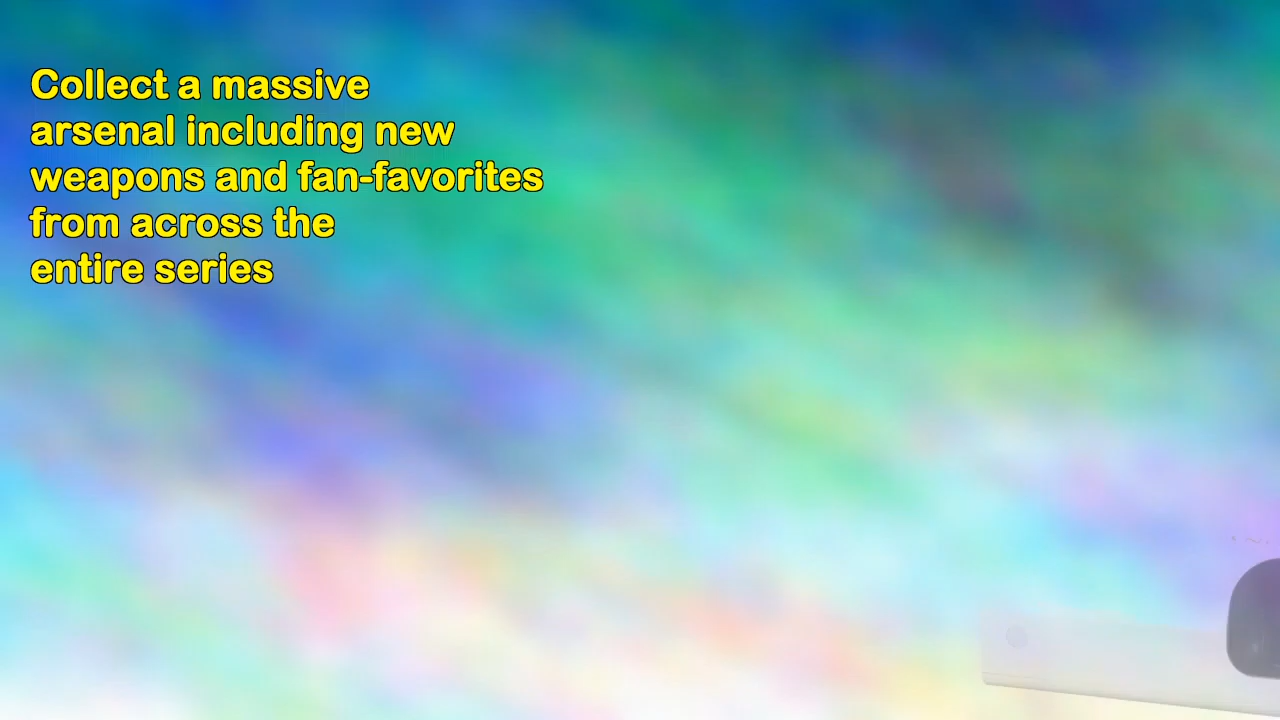 Collect a massive
arsenal including new
weapons and fan-favorites
from across the
entire series